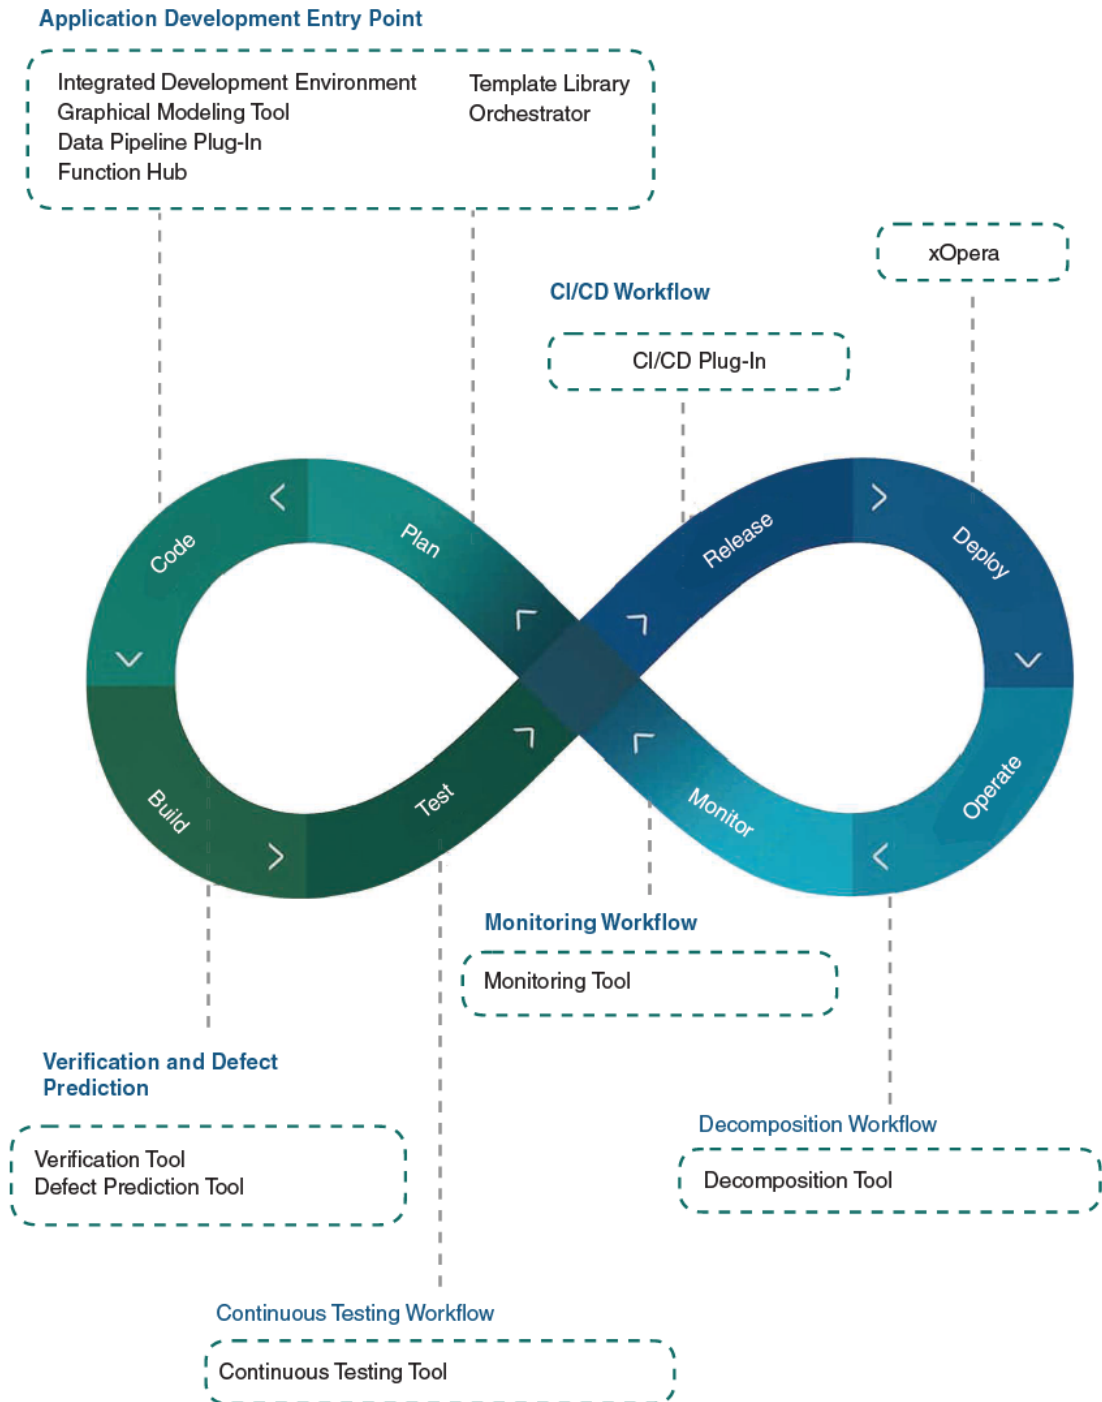 Application Development Entry Point
Integrated Development Environment
Graphical Modeling Tool
Data Pipeline Plug-In
Function Hub
Template Library
Orchestrator
xOpera
CI/CD Workflow
CI/CD Plug-In
Code
Plan
Release
Deploy
Build
Test
Monitor
Operate
Monitoring Workflow
Monitoring Tool
Verification and Defect
Prediction
Verification Tool
Defect Prediction Tool
Decomposition Workflow
Decomposition Tool
Continuous Testing Workflow
Continuous Testing Tool